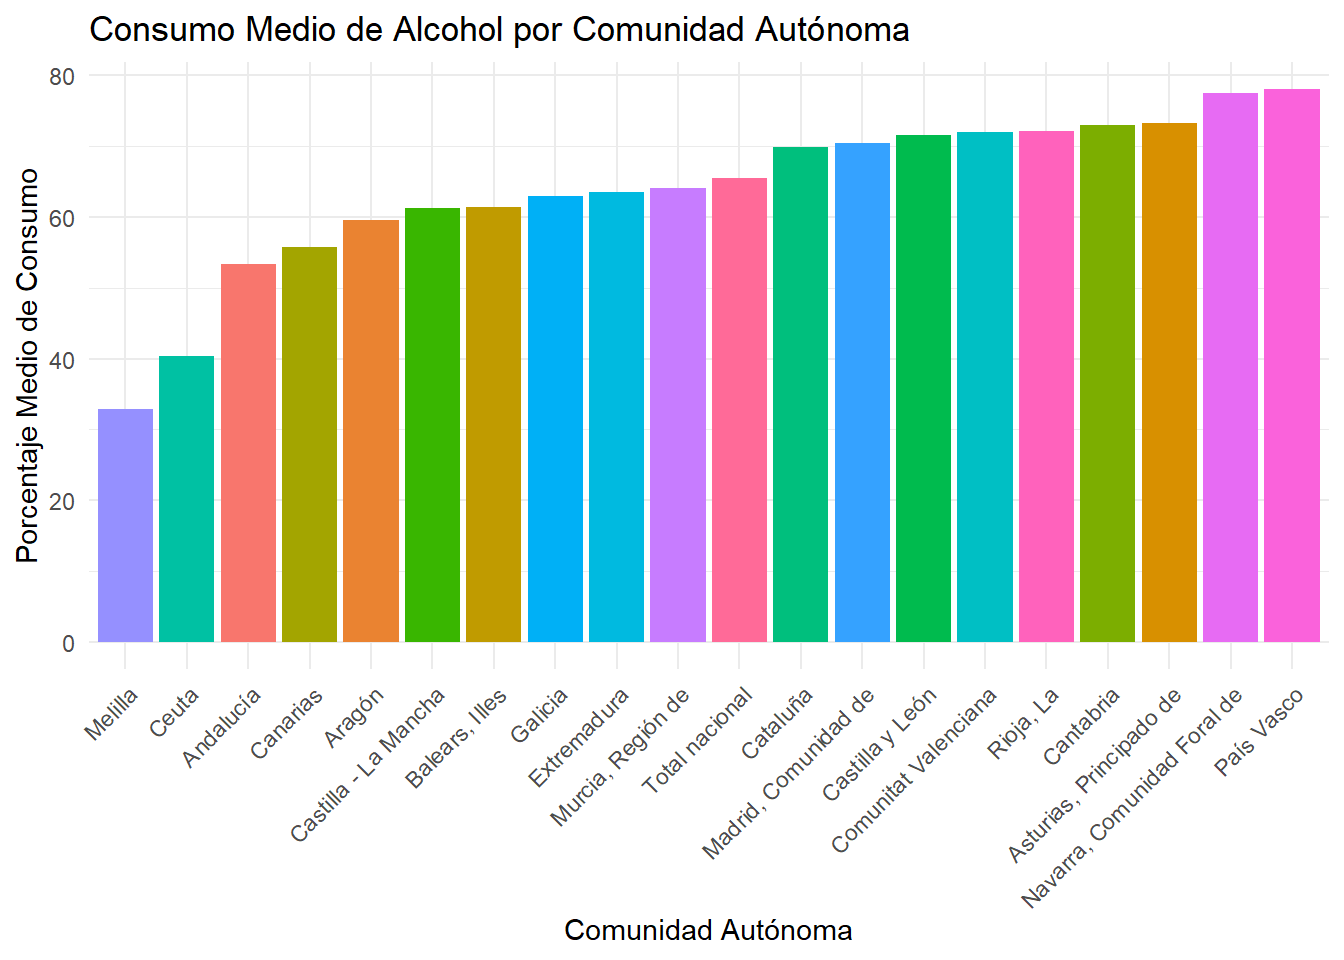 Consumo Medio de Alcohol por Comunidad Autónoma
Porcentaje Medio de Consumo
80
60
40
20
0
Melilla
Ceuta
Andalucía
Canarias
Aragón
Castilla - La Mancha
Balears, Illes
Galicia
Extremadura
Murcia, Región de
Total nacional
Cataluña
Madrid, Comunidad de
Castilla y León
Comunitat Valenciana
Rioja, La
Cantabria
Asturias, Principado de
Navarra, Comunidad Foral de
País Vasco
Comunidad Autónoma